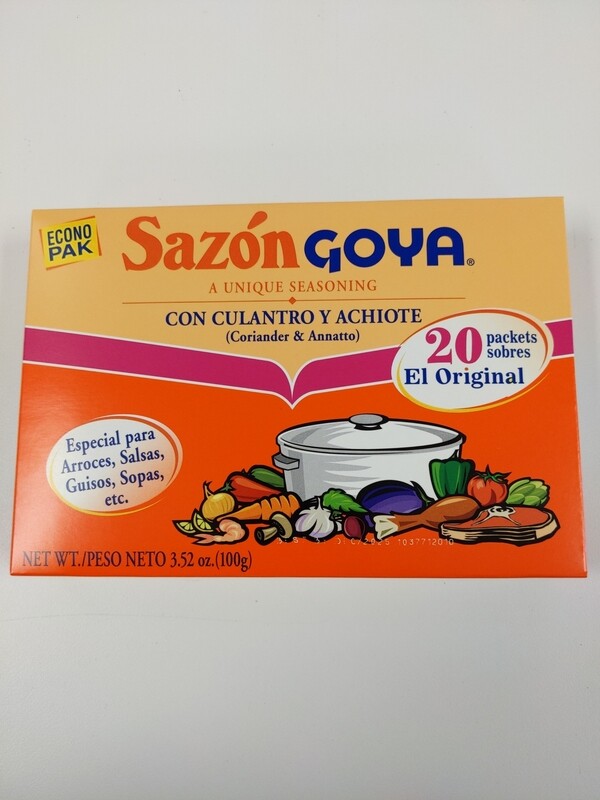 ECONO
PAK
Sazón GOYA®
A UNIQUE SEASONING
CON CULANTRO Y ACHIOTE
(Coriander & Annatto)
20 packets
sobres
El Original
Especial para
Arroces, Salsas,
Guisos, Sopas,
etc.
NET WT./PESO NETO 3.52 oz.(100g)